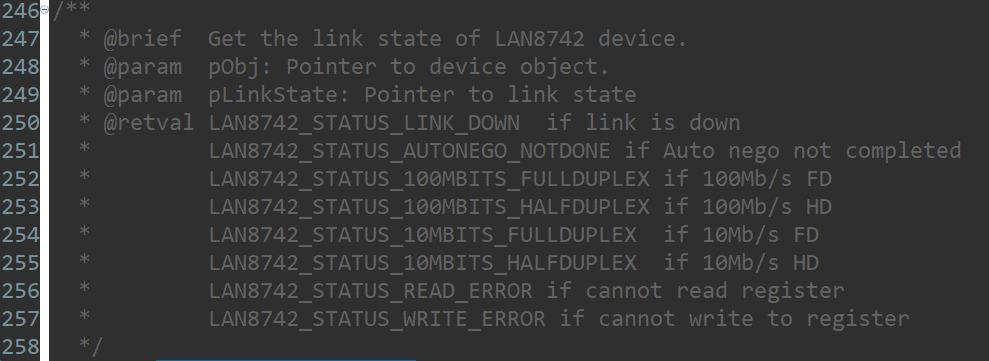 246 /**
247  * @brief  Get the link state of LAN8742 device.
248  * @param  pObj: Pointer to device object.
249  * @param  pLinkState: Pointer to link state
250  * @retval LAN8742_STATUS_LINK_DOWN  if link is down
251  *         LAN8742_STATUS_AUTONEGO_NOTDONE if Auto nego not completed
252  *         LAN8742_STATUS_100MBITS_FULLDUPLEX if 100Mb/s FD
253  *         LAN8742_STATUS_100MBITS_HALFDUPLEX if 100Mb/s HD
254  *         LAN8742_STATUS_10MBITS_FULLDUPLEX  if 10Mb/s FD
255  *         LAN8742_STATUS_10MBITS_HALFDUPLEX  if 10Mb/s HD
256  *         LAN8742_STATUS_READ_ERROR if cannot read register
257  *         LAN8742_STATUS_WRITE_ERROR if cannot write to register
258  */